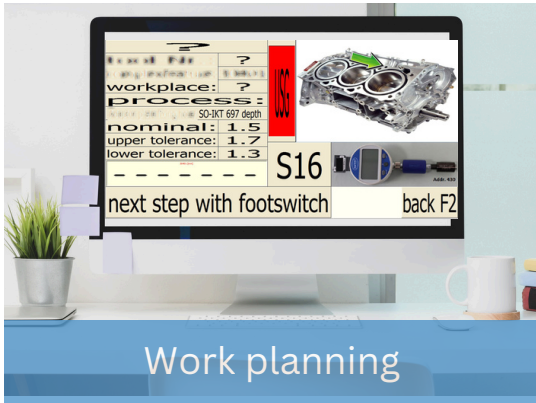 ?
?
workplace: ?
process:
SO-IKT 697 depth
nominal: 1.5
upper tolerance: 1.7
lower tolerance: 1.3
- - - - - - -
USG
S16
next step with footswitch
back F2
Work planning